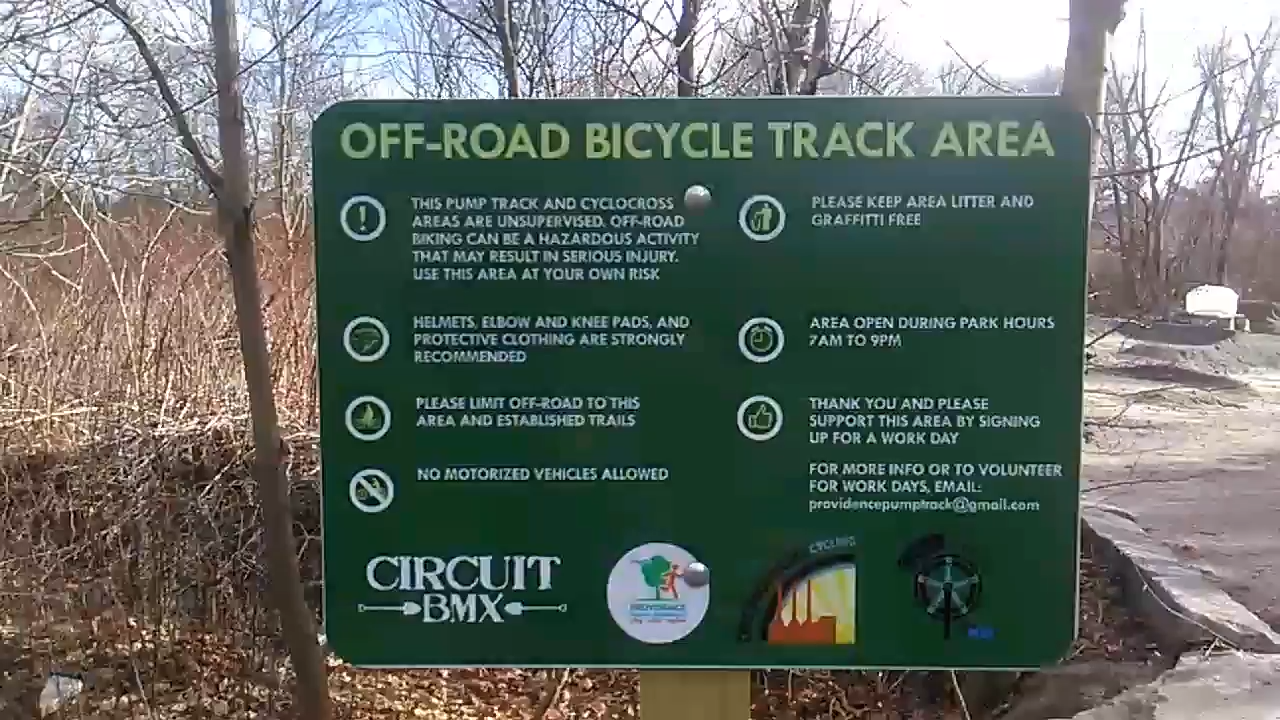 OFF-ROAD BICYCLE TRACK AREA
THIS PUMP TRACK AND CYCLOCROSS
AREAS ARE UNSUPERVISED. OFF-ROAD
BIKING CAN BE A HAZARDOUS ACTIVITY
THAT MAY RESULT IN SERIOUS INJURY.
USE THIS AREA AT YOUR OWN RISK
HELMETS, ELBOW AND KNEE PADS, AND
PROTECTIVE CLOTHING ARE STRONGLY
RECOMMENDED
PLEASE LIMIT OFF-ROAD TO THIS
AREA AND ESTABLISHED TRAILS
NO MOTORIZED VEHICLES ALLOWED
PLEASE KEEP AREA LITTER AND
GRAFFITI FREE
AREA OPEN DURING PARK HOURS
7AM TO 9PM
THANK YOU AND PLEASE
SUPPORT THIS AREA BY SIGNING
UP FOR A WORK DAY
FOR MORE INFO OR TO VOLUNTEER
FOR WORK DAYS, EMAIL:
providencepumptrack@gmail.com
CIRCUIT
BMX
PROVIDENCE
CYCLING